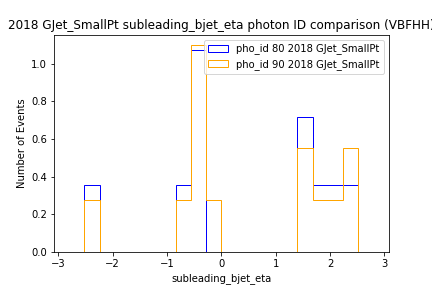 2018 GJet_SmallPt subleading_bjet_eta photon ID comparison (VBFHH)
pho_id 80 2018 GJet_SmallPt
pho_id 90 2018 GJet_SmallPt
Number of Events
1.0
0.8
0.6
0.4
0.2
0.0
−3
−2
−1
0
1
2
3
subleading_bjet_eta